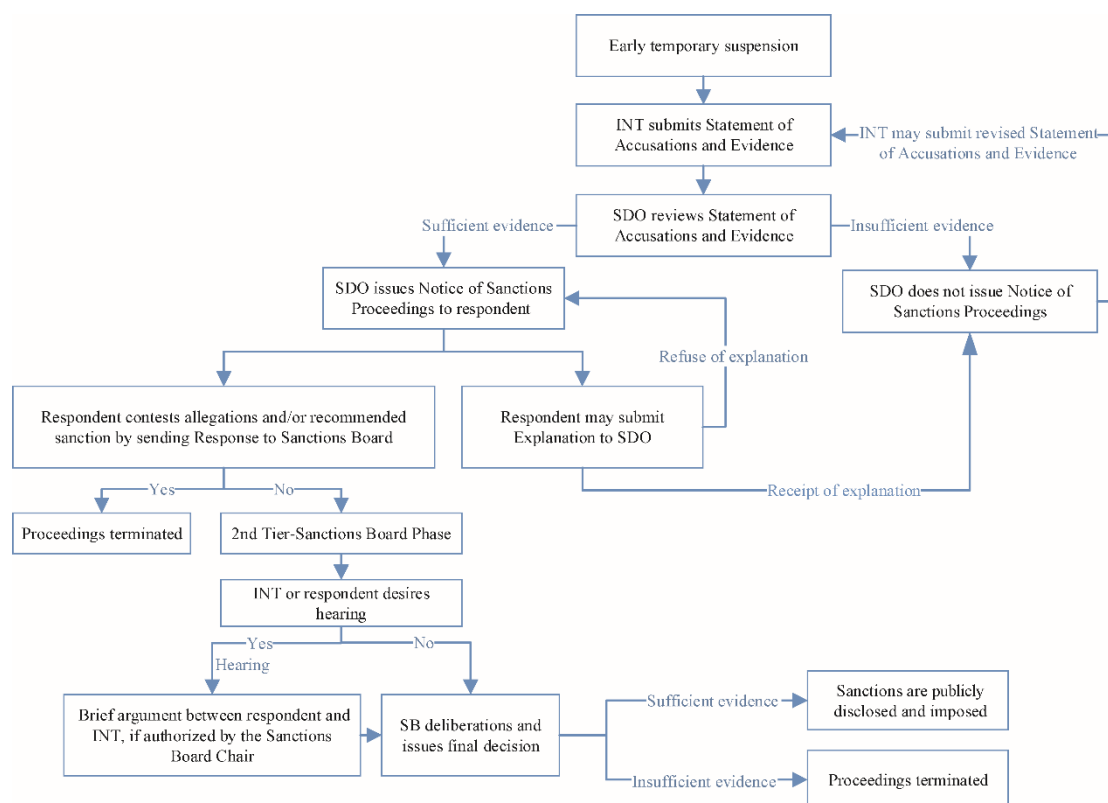 Early temporary suspension
INT submits Statement of
Accusations and Evidence
INT may submit revised Statement
of Accusations and Evidence
SDO reviews Statement of
Accusations and Evidence
Sufficient evidence
Insufficient evidence
SDO issues Notice of Sanctions
Proceedings to respondent
SDO does not issue Notice of
Sanctions Proceedings
Refuse of explanation
Respondent contests allegations and/or recommended
sanction by sending Response to Sanctions Board
Respondent may submit
Explanation to SDO
Yes
No
Receipt of explanation
Proceedings terminated
2nd Tier-Sanctions Board Phase
INT or respondent desires
hearing
Yes
No
Hearing
Brief argument between respondent and
INT, if authorized by the Sanctions
Board Chair
SB deliberations and
issues final decision
Sufficient evidence
Sanctions are publicly
disclosed and imposed
Insufficient evidence
Proceedings terminated